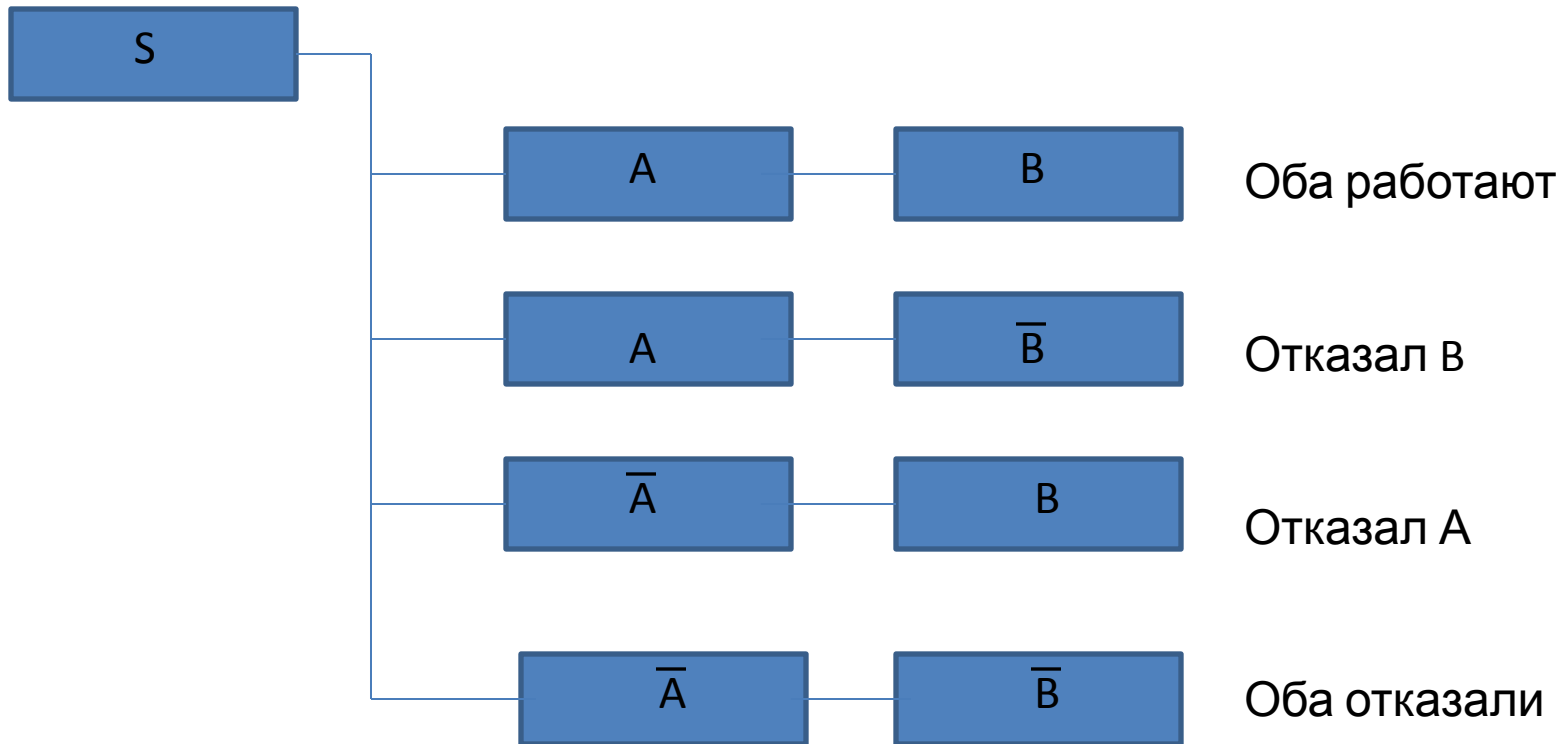 S
A B Оба работают
A B̅ Отказал B
A̅ B Отказал А
A̅ B̅ Оба отказали